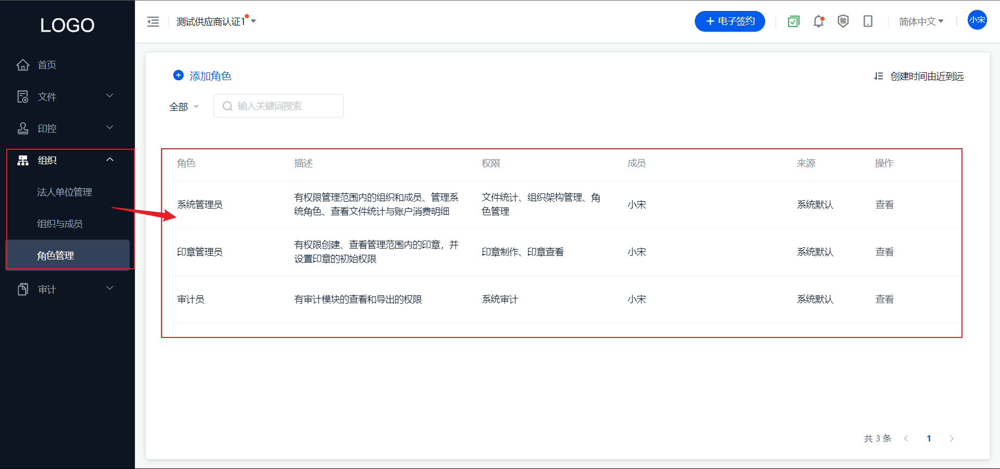 LOGO
首页
文件
印控
组织
法人单位管理
组织与成员
角色管理
审计
测试供应商认证1
电子签约
验
简体中文
小宋
添加角色
创建时间由近到远
全部
输入关键词搜索
角色 描述 权限 成员 来源 操作
系统管理员 有权限管理范围内的组织和成员、管理系 文件统计、组织架构管理、角 小宋 系统默认 查看
统角色、查看文件统计与账户消费明细 色管理
印章管理员 有权限创建、查看管理范围内的印章，并 印章制作、印章查看 小宋 系统默认 查看
设置印章的初始权限
审计员 有审计模块的查看和导出的权限 系统审计 小宋 系统默认 查看
共 3 条 1